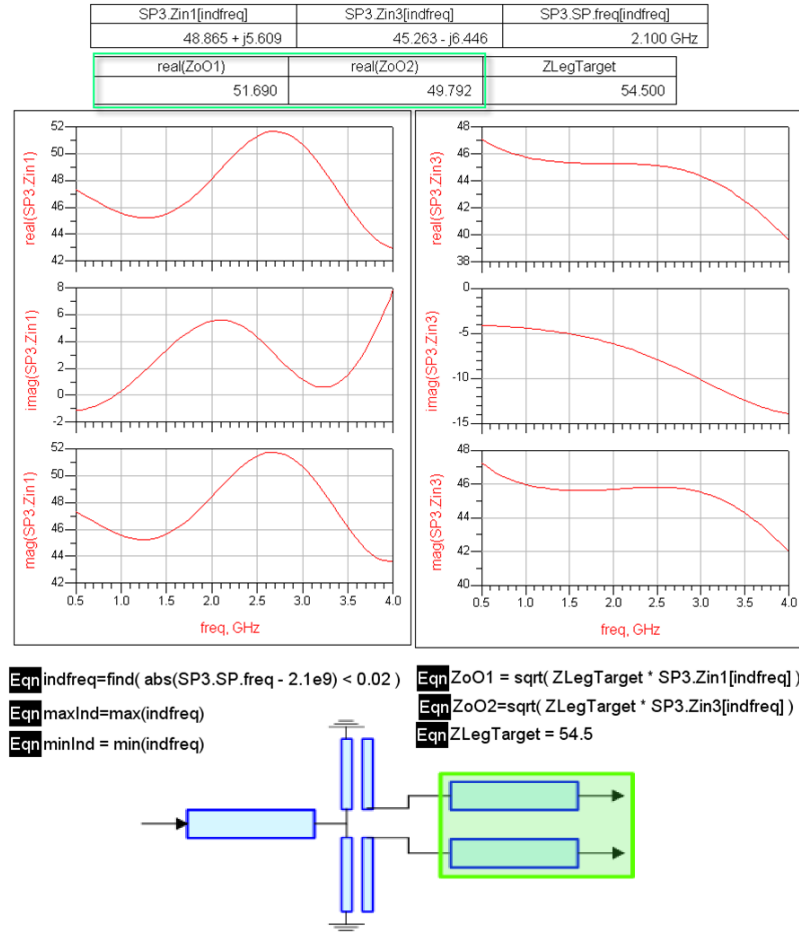 SP3.Zin1[indfreq] SP3.Zin3[indfreq] SP3.SP.freq[indfreq]
48.865 + j5.609 45.263 - j6.446 2.100 GHz
real(ZoO1) real(ZoO2) ZLegTarget
51.690 49.792 54.500
real(SP3.Zin1)
52
50
48
46
44
42
imag(SP3.Zin1)
8
6
4
2
0
-2
mag(SP3.Zin1)
52
50
48
46
44
42
0.5 1.0 1.5 2.0 2.5 3.0 3.5 4.0
freq, GHz
real(SP3.Zin3)
48
46
44
42
40
38
imag(SP3.Zin3)
0
-5
-10
-15
mag(SP3.Zin3)
48
46
44
42
40
0.5 1.0 1.5 2.0 2.5 3.0 3.5 4.0
freq, GHz
Eqn indfreq=find( abs(SP3.SP.freq - 2.1e9) < 0.02 )
Eqn maxInd=max(indfreq)
Eqn minInd = min(indfreq)
Eqn ZoO1 = sqrt( ZLegTarget * SP3.Zin1[indfreq] )
Eqn ZoO2=sqrt( ZLegTarget * SP3.Zin3[indfreq] )
Eqn ZLegTarget = 54.5